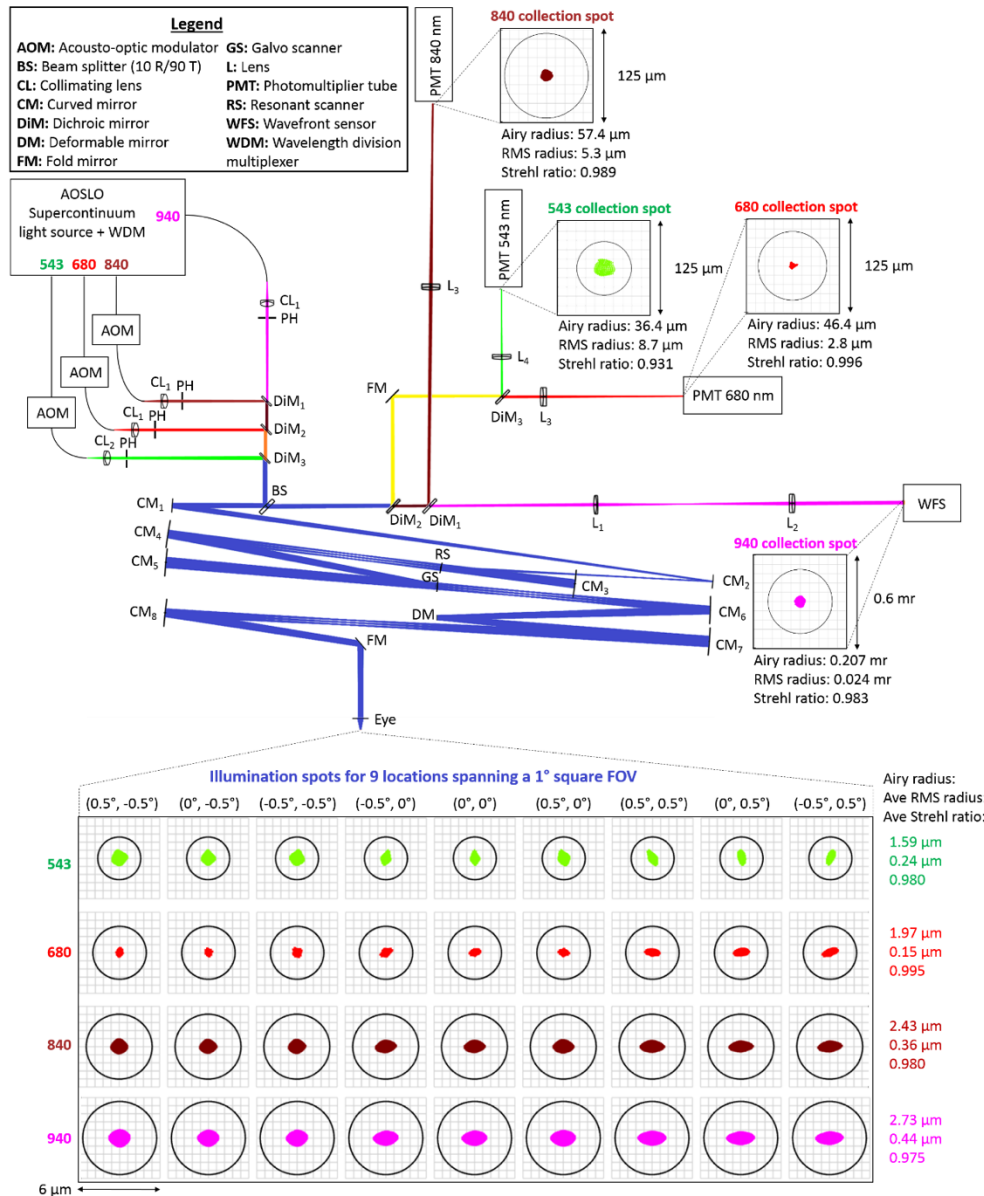 Legend
AOM: Acousto-optic modulator
BS: Beam splitter (10 R/90 T)
CL: Collimating lens
CM: Curved mirror
DiM: Dichroic mirror
DM: Deformable mirror
FM: Fold mirror
GS: Galvo scanner
L: Lens
PMT: Photomultiplier tube
RS: Resonant scanner
WFS: Wavefront sensor
WDM: Wavelength division
multiplexer
AOSLO
Supercontinuum
light source + WDM
940
543 680 840
AOM
AOM
AOM
CL1
PH
CL1 PH
CL1 PH
CL2 PH
DiM1
DiM2
DiM3
BS
PMT 840 nm
840 collection spot
125 µm
Airy radius: 57.4 µm
RMS radius: 5.3 µm
Strehl ratio: 0.989
PMT 543 nm
543 collection spot
125 µm
Airy radius: 36.4 µm
RMS radius: 8.7 µm
Strehl ratio: 0.931
680 collection spot
125 µm
Airy radius: 46.4 µm
RMS radius: 2.8 µm
Strehl ratio: 0.996
L3
L4
FM
DiM3
L3
PMT 680 nm
DiM2
DiM1
L1
L2
WFS
CM1
CM4
CM5
CM8
RS
GS
DM
CM3
CM2
CM6
CM7
FM
Eye
940 collection spot
0.6 mr
Airy radius: 0.207 mr
RMS radius: 0.024 mr
Strehl ratio: 0.983
Illumination spots for 9 locations spanning a 1° square FOV
Airy radius:
Ave RMS radius:
Ave Strehl ratio:
(0.5°, -0.5°) (0°, -0.5°) (-0.5°, -0.5°) (-0.5°, 0°) (0°, 0°) (0.5°, 0°) (0.5°, 0.5°) (0°, 0.5°) (-0.5°, 0.5°)
543
1.59 µm
0.24 µm
0.980
680
1.97 µm
0.15 µm
0.995
840
2.43 µm
0.36 µm
0.980
940
2.73 µm
0.44 µm
0.975
6 µm